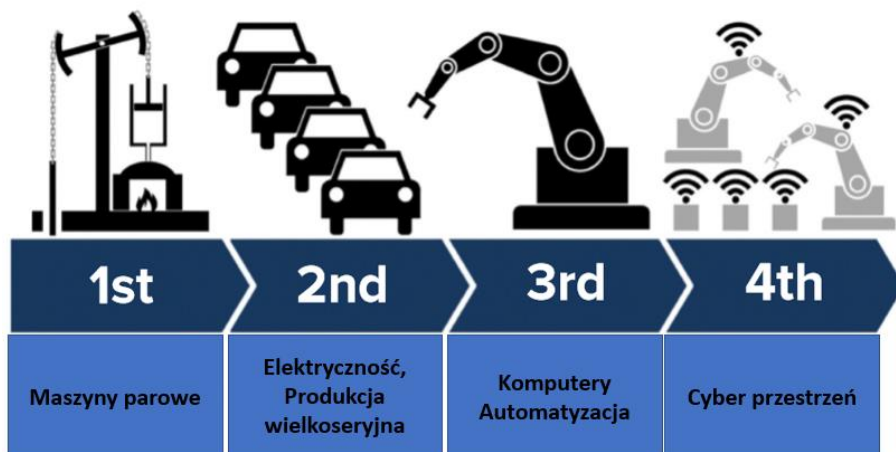 1st
2nd
3rd
4th
Maszyny parowe
Elektryczność,
Produkcja
wielkoseryjna
Komputery
Automatyzacja
Cyber przestrzeń